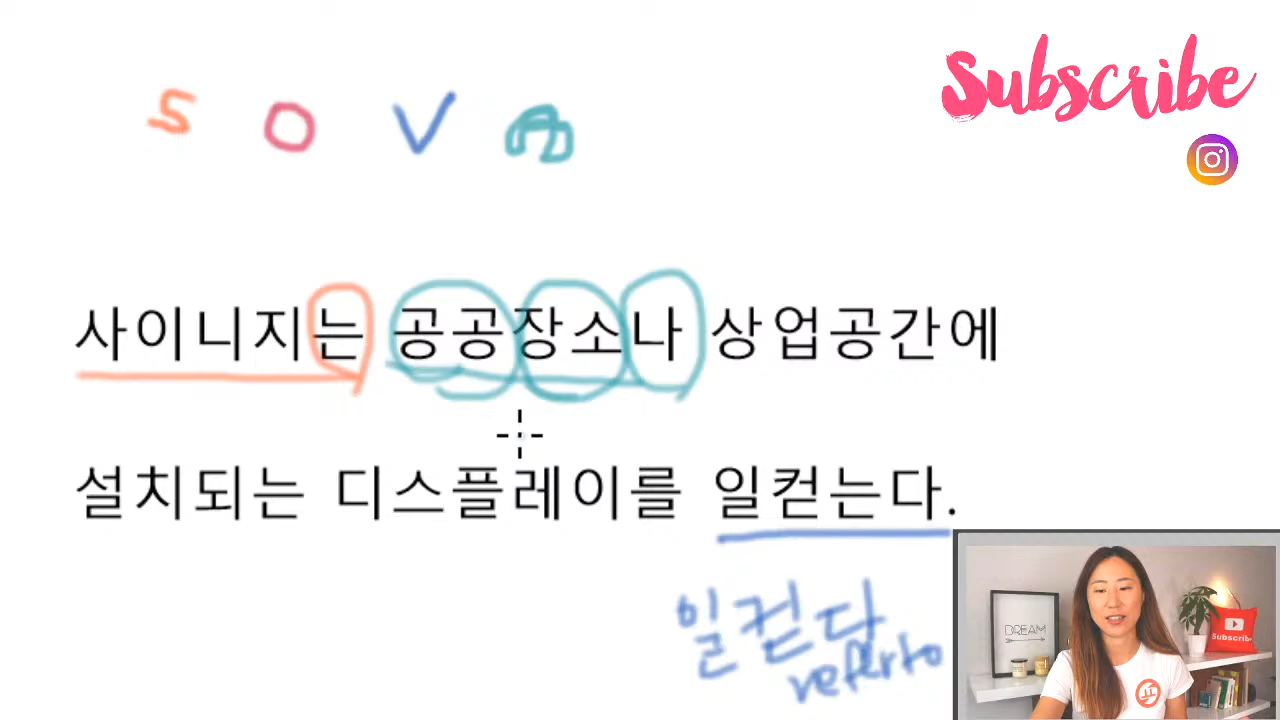 Subscribe
S O V
사이니지는 공공장소나 상업공간에
설치되는 디스플레이를 일컫는다.
일컫다
refer to
DREAM
Subscribe